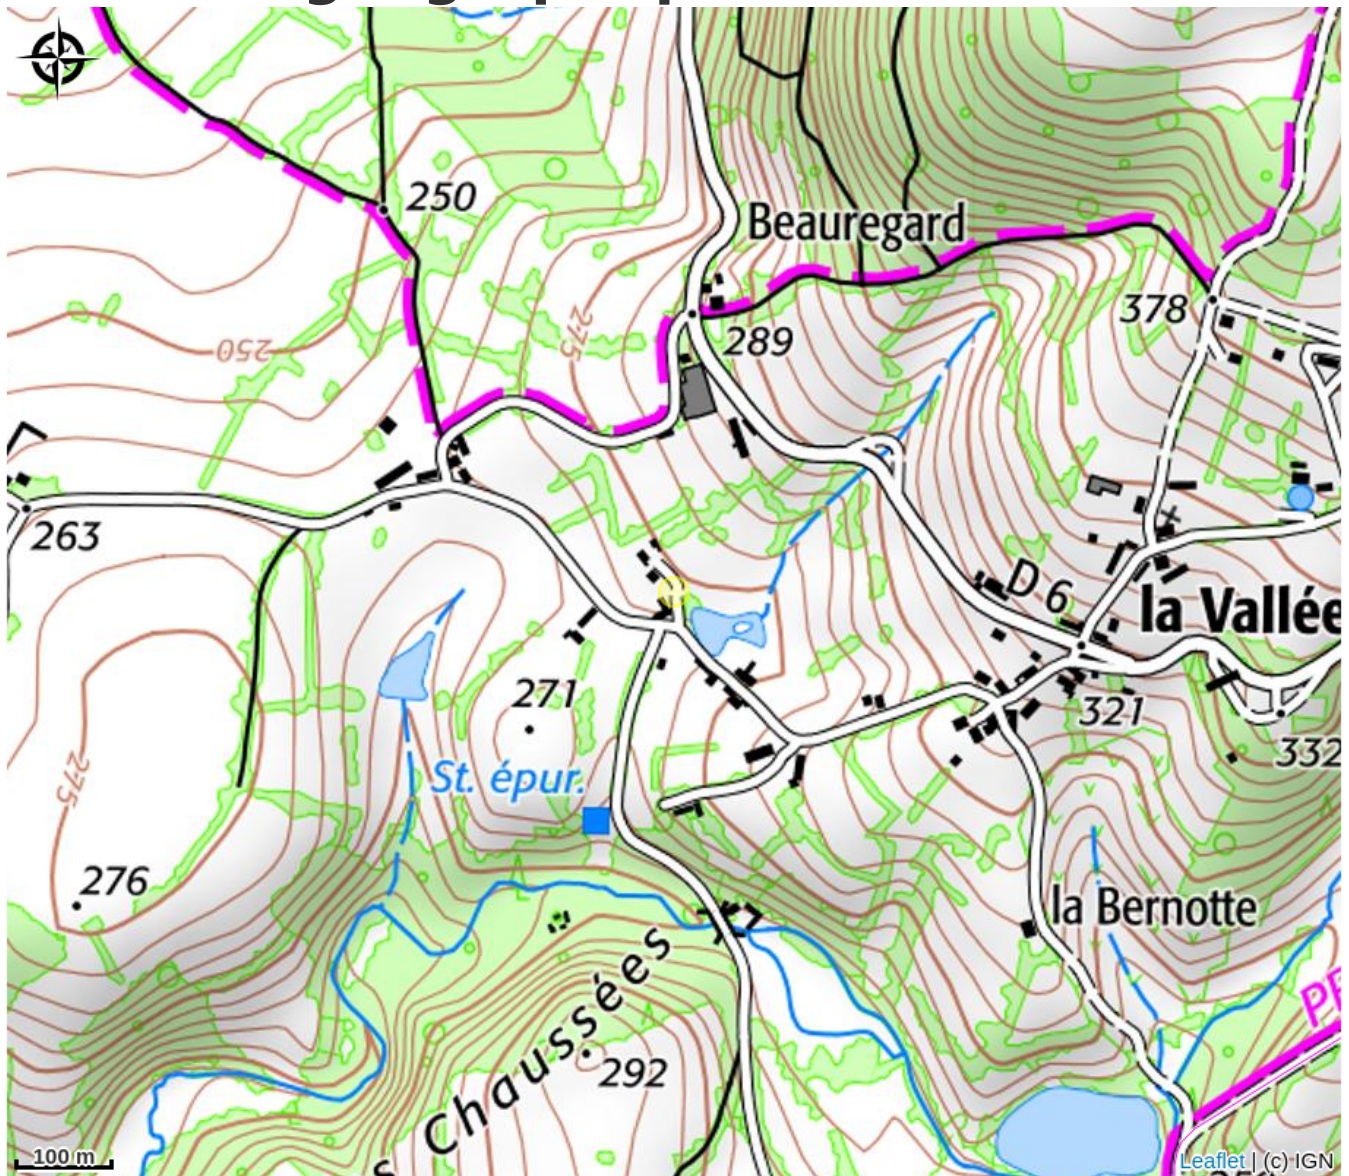 250
Beauregard
378
275
289
250
263
D 6
la Vallée
271
321
St. épur.
332
275
276
la Bernotte
Chaussées
292
100 m
Leaflet | (c) IGN